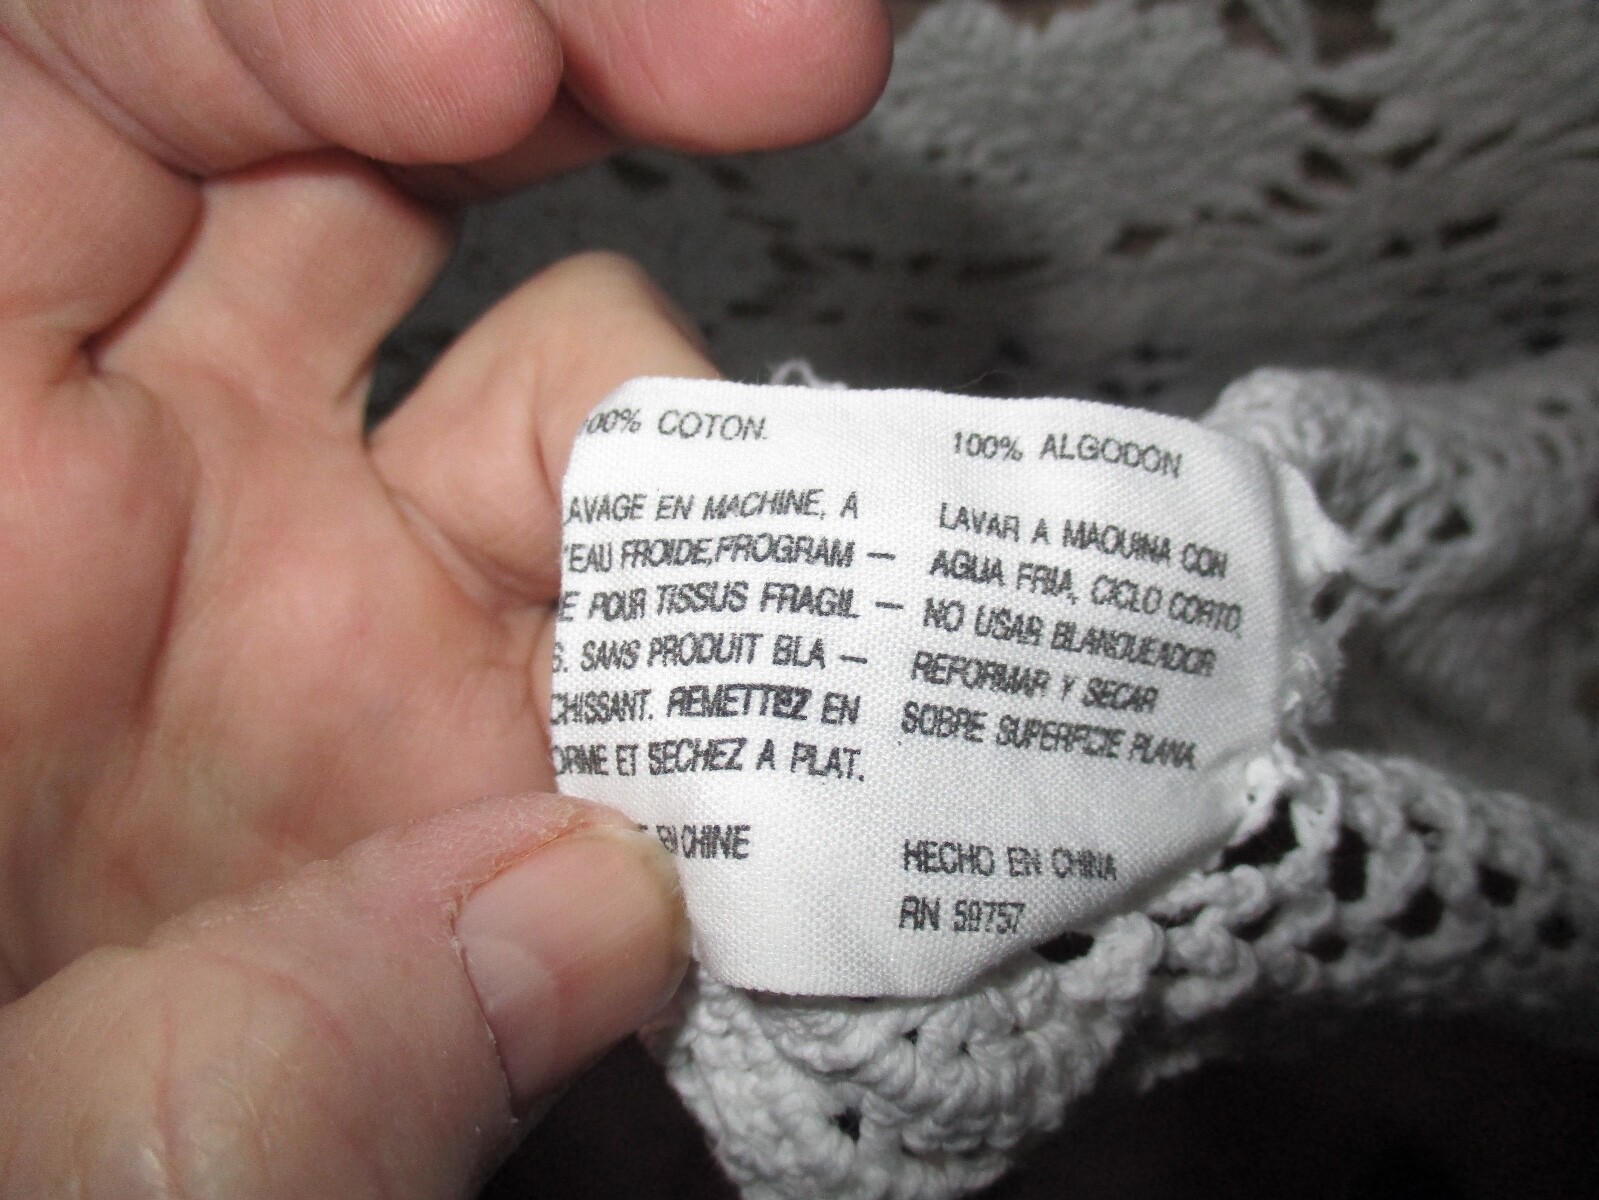 00% COTON.
AVAGE EN MACHINE, A
'EAU FROIDE,PROGRAM —
E POUR TISSUS FRAGIL —
S. SANS PRODUIT BLA —
CHISSANT. REMETTEZ EN
ORME ET SECHEZ A PLAT.
EN CHINE
100% ALGODON
LAVAR A MAQUINA CON
AGUA FRIA, CICLO CORTO,
NO USAR BLANQUEADOR
REFORMAR Y SECAR
SOBRE SUPERFICIE PLANA.
HECHO EN CHINA
RN 59757